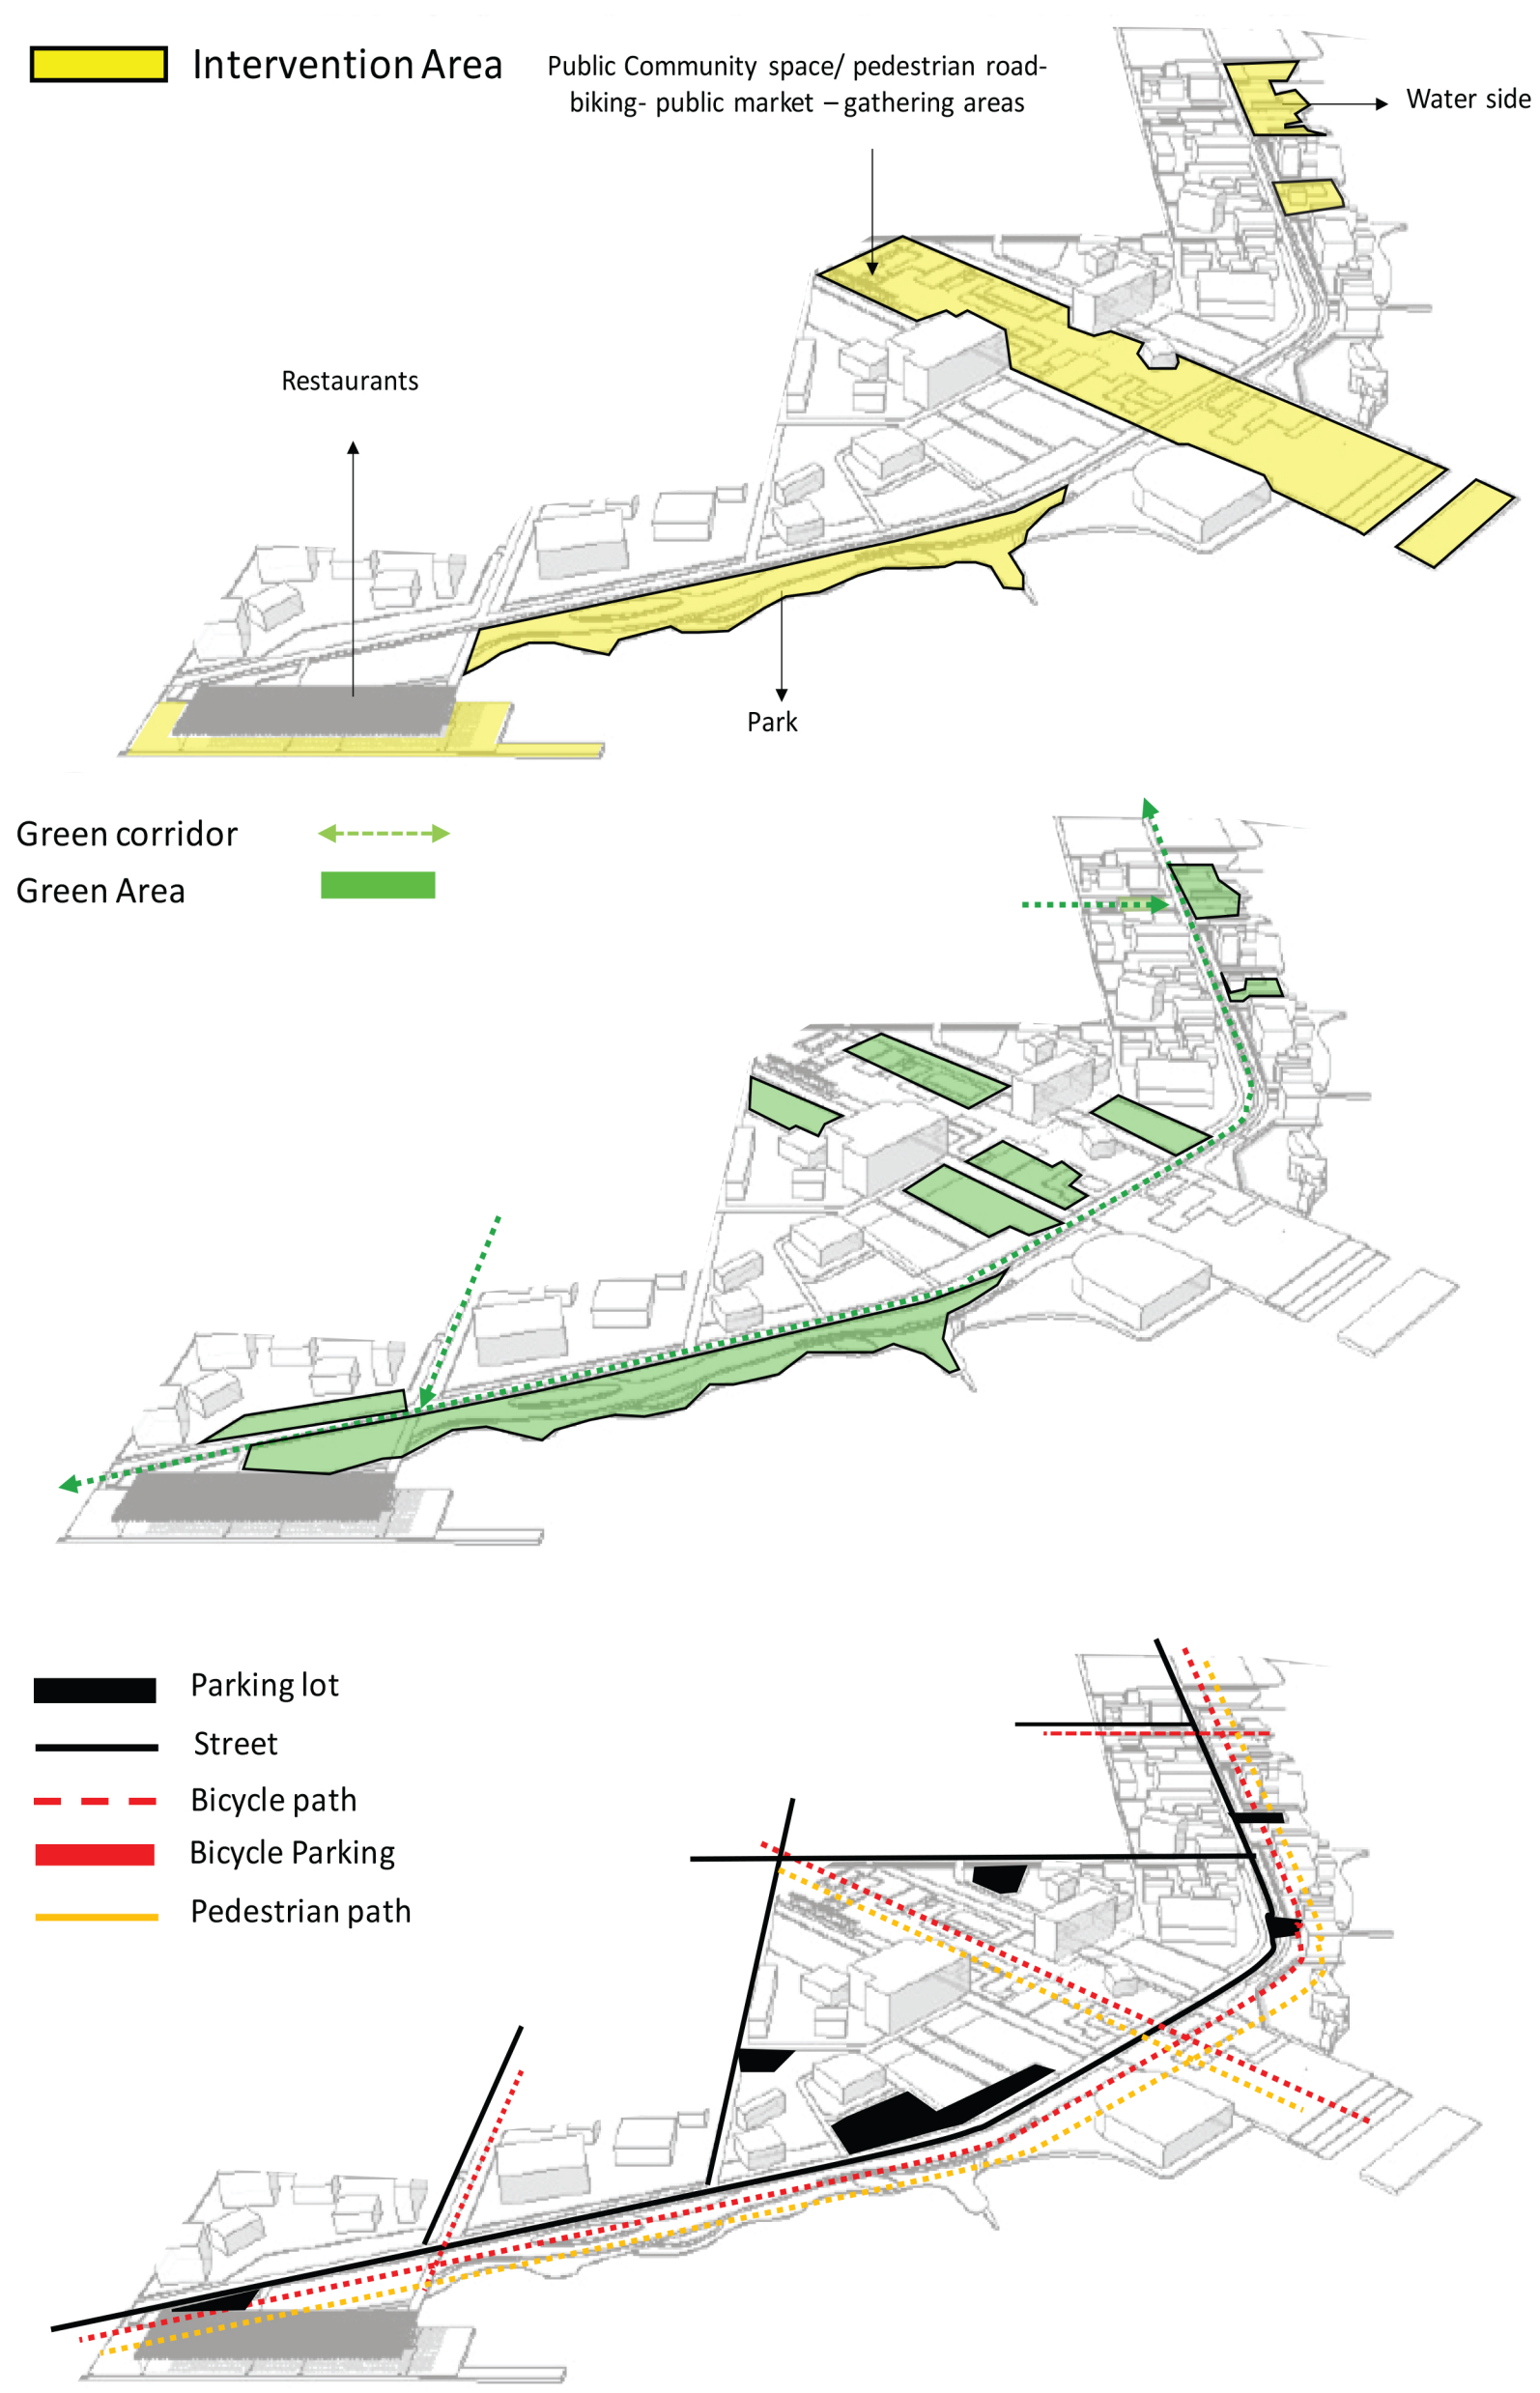 Intervention Area
Public Community space/ pedestrian road-
biking- public market – gathering areas
Water side
Restaurants
Park
Green corridor
Green Area
Parking lot
Street
Bicycle path
Bicycle Parking
Pedestrian path